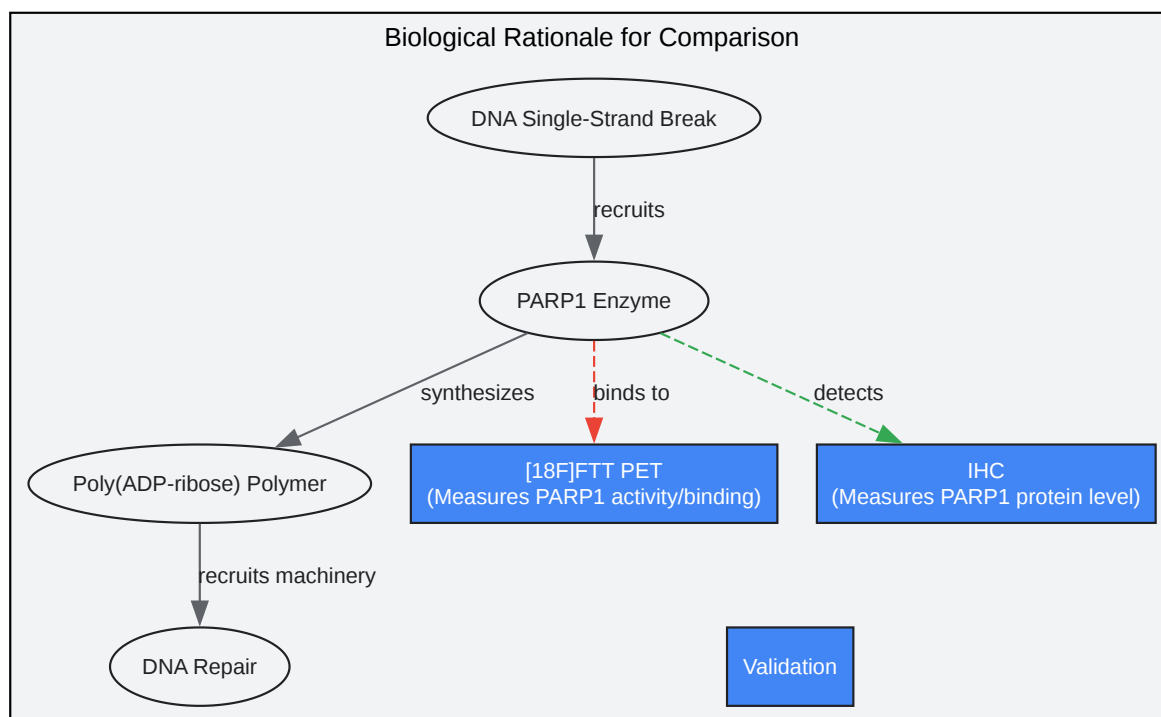 Biological Rationale for Comparison
DNA Single-Strand Break
recruits
PARP1 Enzyme
synthesizes
binds to
detects
Poly(ADP-ribose) Polymer
[18F]FTT PET
(Measures PARP1 activity/binding)
IHC
(Measures PARP1 protein level)
recruits machinery
DNA Repair
Validation